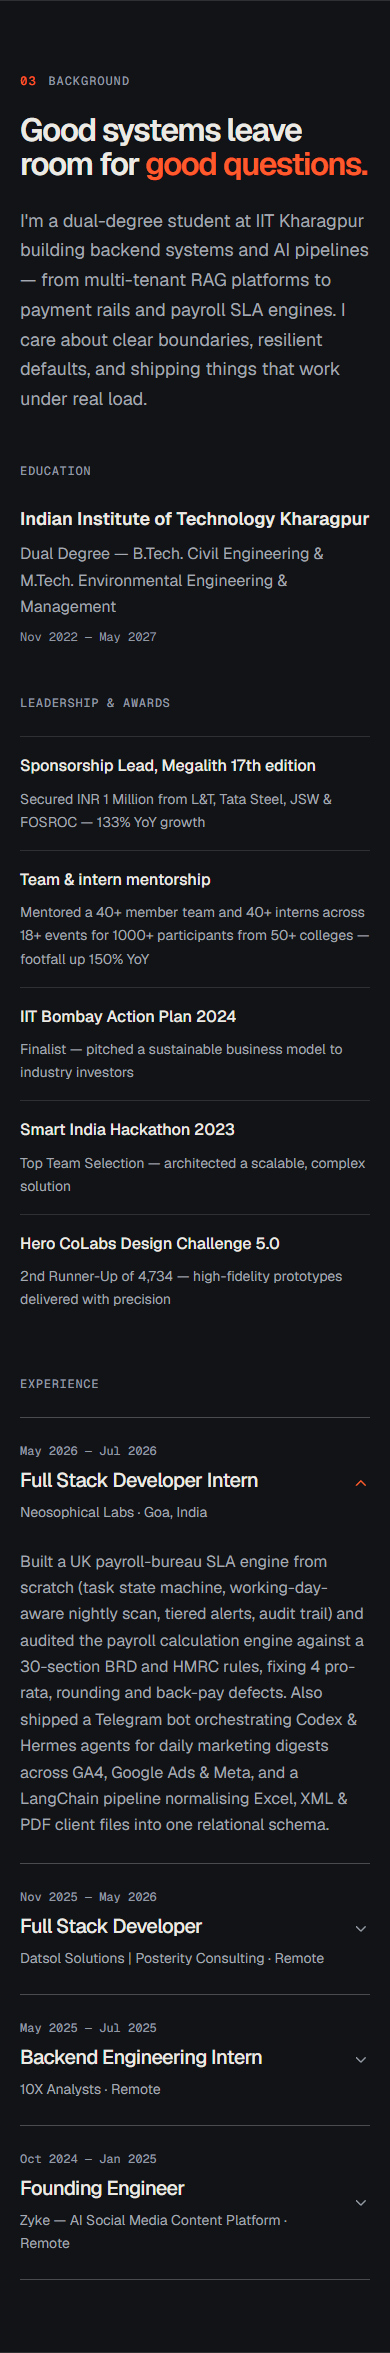 03 BACKGROUND
Good systems leave
room for good questions.
I'm a dual-degree student at IIT Kharagpur
building backend systems and AI pipelines
— from multi-tenant RAG platforms to
payment rails and payroll SLA engines. I
care about clear boundaries, resilient
defaults, and shipping things that work
under real load.
EDUCATION
Indian Institute of Technology Kharagpur
Dual Degree — B.Tech. Civil Engineering &
M.Tech. Environmental Engineering &
Management
Nov 2022 — May 2027
LEADERSHIP & AWARDS
Sponsorship Lead, Megalith 17th edition
Secured INR 1 Million from L&T, Tata Steel, JSW &
FOSROC — 133% YoY growth
Team & intern mentorship
Mentored a 40+ member team and 40+ interns across
18+ events for 1000+ participants from 50+ colleges —
footfall up 150% YoY
IIT Bombay Action Plan 2024
Finalist — pitched a sustainable business model to
industry investors
Smart India Hackathon 2023
Top Team Selection — architected a scalable, complex
solution
Hero CoLabs Design Challenge 5.0
2nd Runner-Up of 4,734 — high-fidelity prototypes
delivered with precision
EXPERIENCE
May 2026 — Jul 2026
Full Stack Developer Intern
Neosophical Labs · Goa, India
Built a UK payroll-bureau SLA engine from
scratch (task state machine, working-day-
aware nightly scan, tiered alerts, audit trail) and
audited the payroll calculation engine against a
30-section BRD and HMRC rules, fixing 4 pro-
rata, rounding and back-pay defects. Also
shipped a Telegram bot orchestrating Codex &
Hermes agents for daily marketing digests
across GA4, Google Ads & Meta, and a
LangChain pipeline normalising Excel, XML &
PDF client files into one relational schema.
Nov 2025 — May 2026
Full Stack Developer
Datsol Solutions | Posterity Consulting · Remote
May 2025 — Jul 2025
Backend Engineering Intern
10X Analysts · Remote
Oct 2024 — Jan 2025
Founding Engineer
Zyke — AI Social Media Content Platform ·
Remote